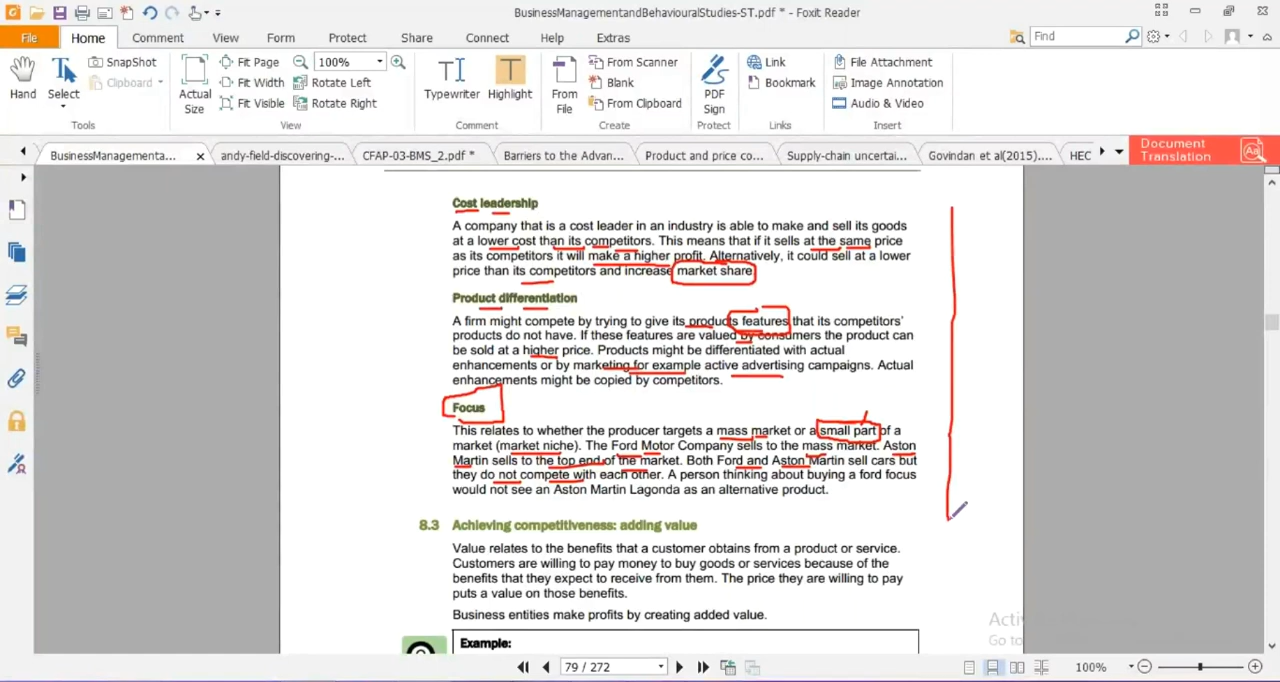 BusinessManagementandBehaviouralStudies-ST.pdf * - Foxit Reader
File Home Comment View Form Protect Share Connect Help Extras Find
SnapShot Fit Page 100% From Scanner Link File Attachment
Clipboard Fit Width Rotate Left Blank Bookmark Image Annotation
Hand Select Actual Size Fit Visible Rotate Right Typewriter Highlight From File From Clipboard PDF Sign Audio & Video
Tools View Comment Create Protect Links Insert
BusinessManagementa... andy-field-discovering-... CFAP-03-BMS_2.pdf * Barriers to the Advan... Product and price co... Supply-chain uncertai... Govindan et al(2015).... HEC Document Translation
Cost leadership
A company that is a cost leader in an industry is able to make and sell its goods
at a lower cost than its competitors. This means that if it sells at the same price
as its competitors it will make a higher profit. Alternatively, it could sell at a lower
price than its competitors and increase market share
Product differentiation
A firm might compete by trying to give its products features that its competitors'
products do not have. If these features are valued by consumers the product can
be sold at a higher price. Products might be differentiated with actual
enhancements or by marketing for example active advertising campaigns. Actual
enhancements might be copied by competitors.
Focus
This relates to whether the producer targets a mass market or a small part of a
market (market niche). The Ford Motor Company sells to the mass market. Aston
Martin sells to the top end of the market. Both Ford and Aston Martin sell cars but
they do not compete with each other. A person thinking about buying a ford focus
would not see an Aston Martin Lagonda as an alternative product.
8.3 Achieving competitiveness: adding value
Value relates to the benefits that a customer obtains from a product or service.
Customers are willing to pay money to buy goods or services because of the
benefits that they expect to receive from them. The price they are willing to pay
puts a value on those benefits.
Business entities make profits by creating added value.
Example:
Activ
Go to
79 / 272 100%